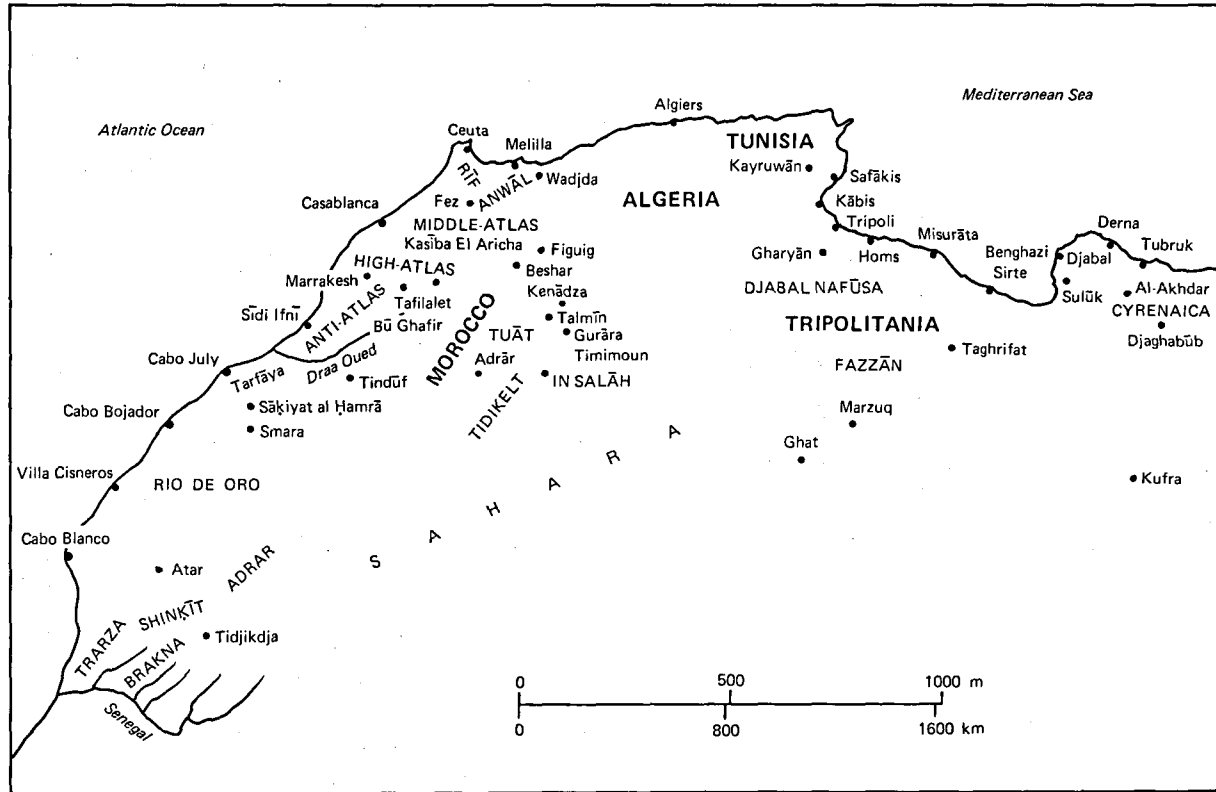 Atlantic Ocean
Mediterranean Sea
Algiers
Ceuta
Melilla
TUNISIA
RĪF
ANWĀL
Wadjda
Kayruwān
Safākis
Fez
ALGERIA
Kābis
Casablanca
MIDDLE-ATLAS
Tripoli
Derna
Kasība El Aricha
Misurāta
Benghazi
Tubruk
Figuig
Gharyān
Homs
Sirte
Djabal
HIGH-ATLAS
Beshar
Marrakesh
Kenādza
DJABAL NAFŪSA
Sulūk
Al-Akhdar
Tafilalet
ANTI-ATLAS
MOROCCO
Sīdi Ifnī
Bū Ghafir
Talmīn
CYRENAICA
TUĀT
Gurāra
TRIPOLITANIA
Djaghabūb
Cabo July
Draa Oued
Timimoun
Taghrifat
Tarfāya
Adrār
Tindūf
IN SALĀH
FAZZĀN
TIDIKELT
Sāḳiyat al Ḥamrā
Cabo Bojador
Smara
Marzuq
Ghat
Villa Cisneros
RIO DE ORO
Kufra
SAHARA
Cabo Blanco
Atar
ADRAR
SHINḲĪT
TRARZA
BRAKNA
Tidjikdja
Senegal
0 500 1000 m
0 800 1600 km